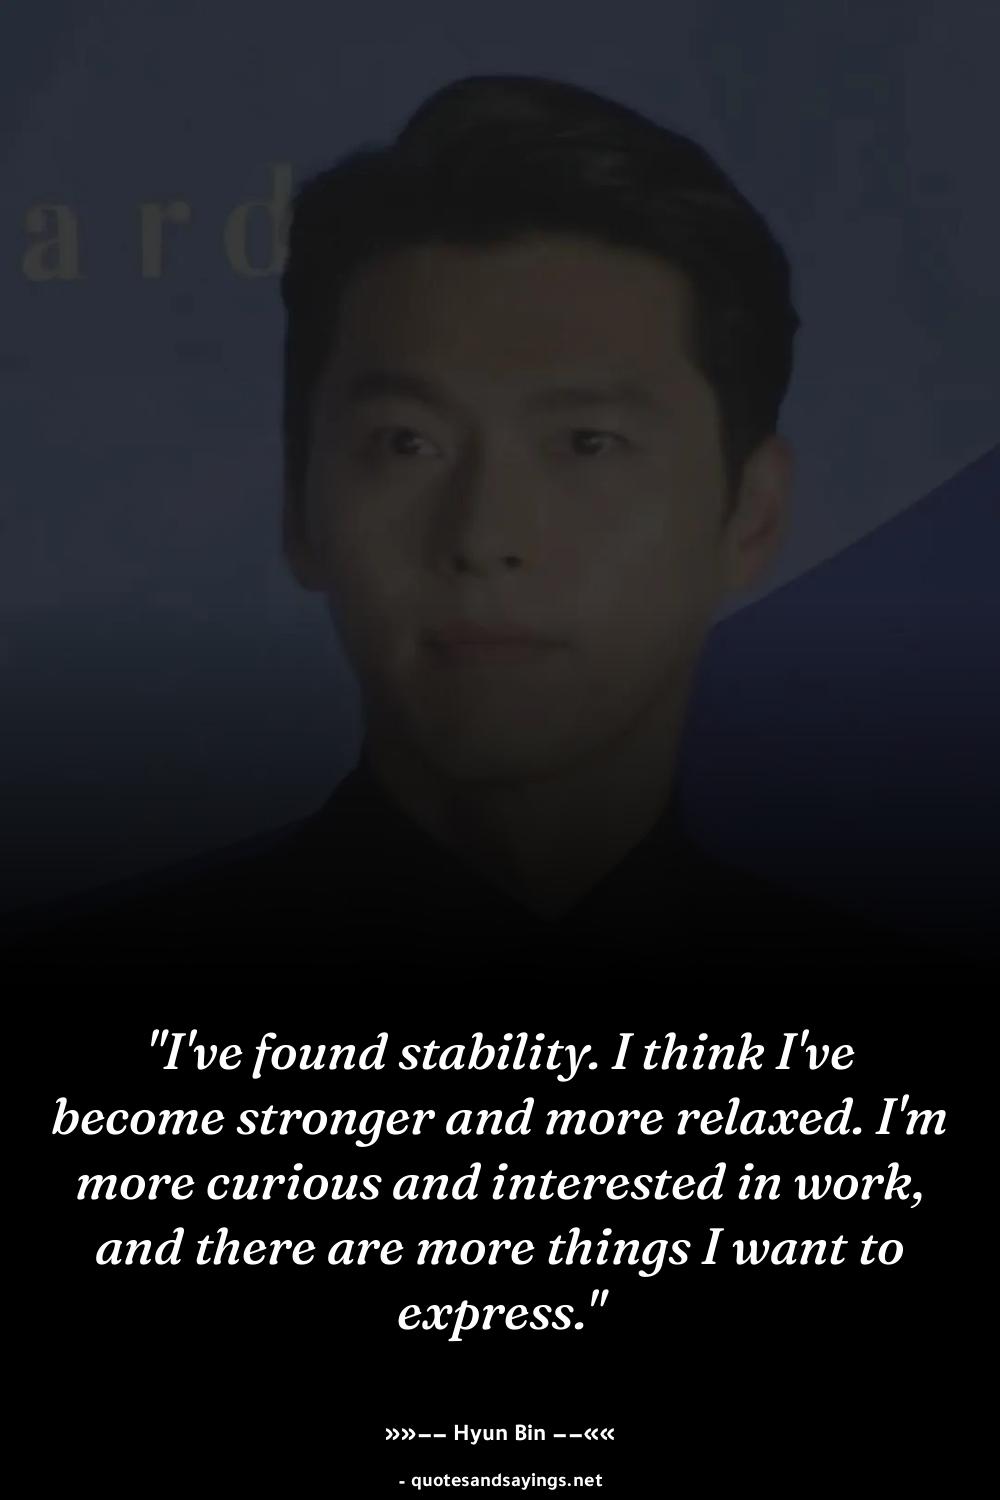 ard
"I've found stability. I think I've
become stronger and more relaxed. I'm
more curious and interested in work,
and there are more things I want to
express."
»»−− Hyun Bin −−««
- quotesandsayings.net